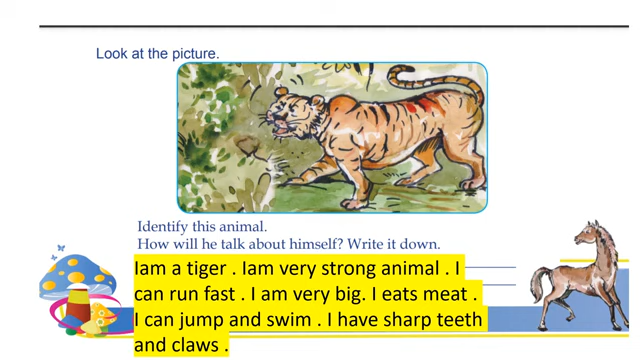 Look at the picture.
Identify this animal.
How will he talk about himself? Write it down.
Iam a tiger . Iam very strong animal . I
can run fast . I am very big. I eats meat .
I can jump and swim . I have sharp teeth
and claws .